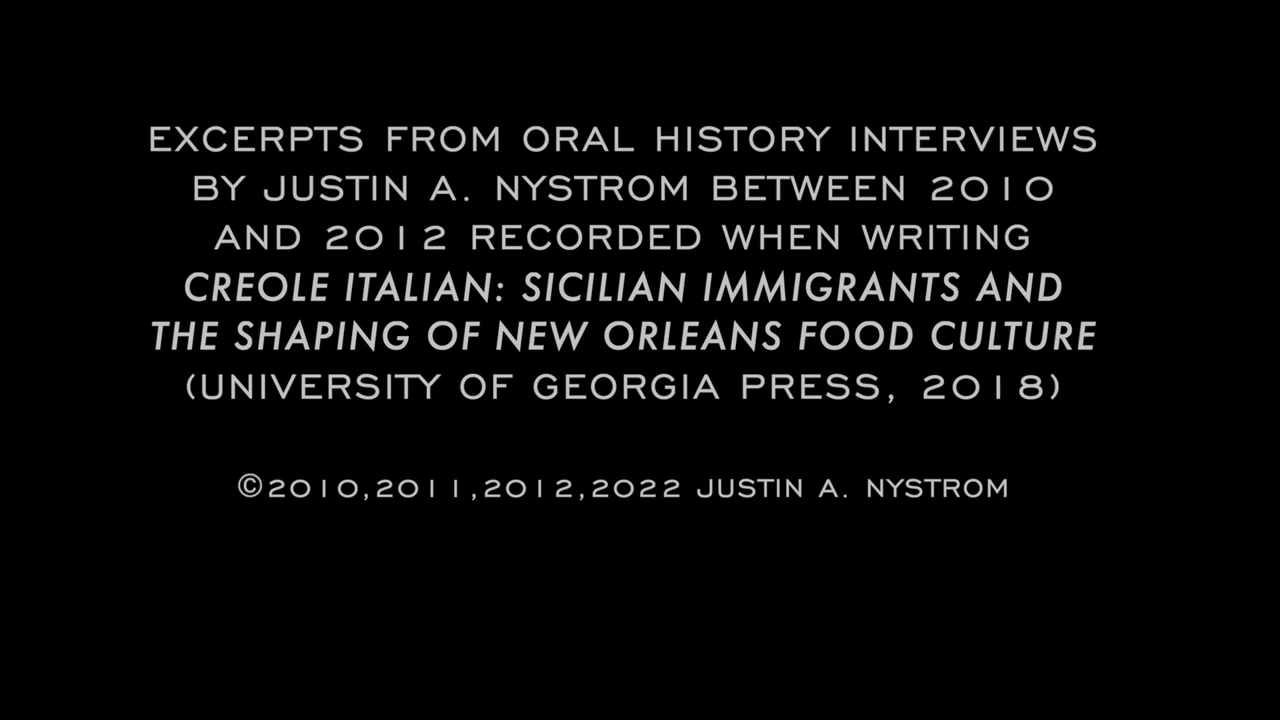 EXCERPTS FROM ORAL HISTORY INTERVIEWS
BY JUSTIN A. NYSTROM BETWEEN 2010
AND 2012 RECORDED WHEN WRITING
CREOLE ITALIAN: SICILIAN IMMIGRANTS AND
THE SHAPING OF NEW ORLEANS FOOD CULTURE
(UNIVERSITY OF GEORGIA PRESS, 2018)
©2010,2011,2012,2022 JUSTIN A. NYSTROM